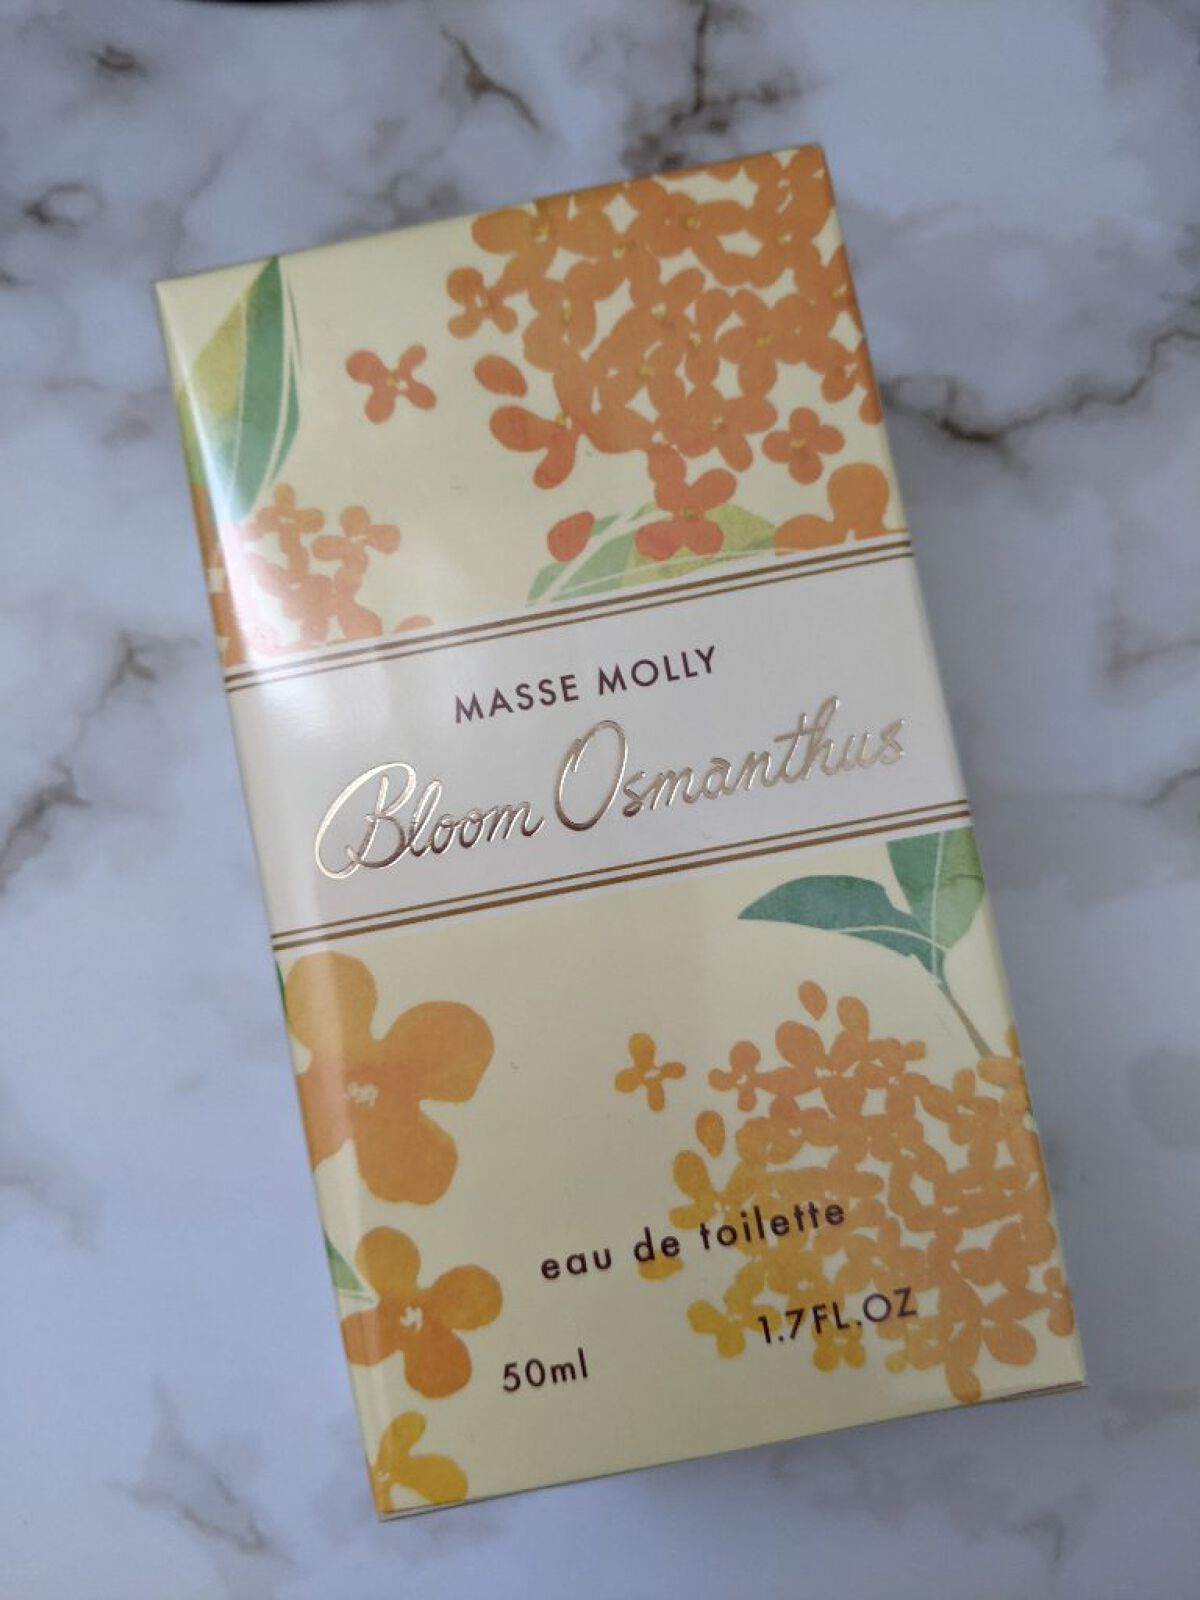 MASSE MOLLY
Bloom Osmanthus
eau de toilette
50ml 1.7FL.OZ